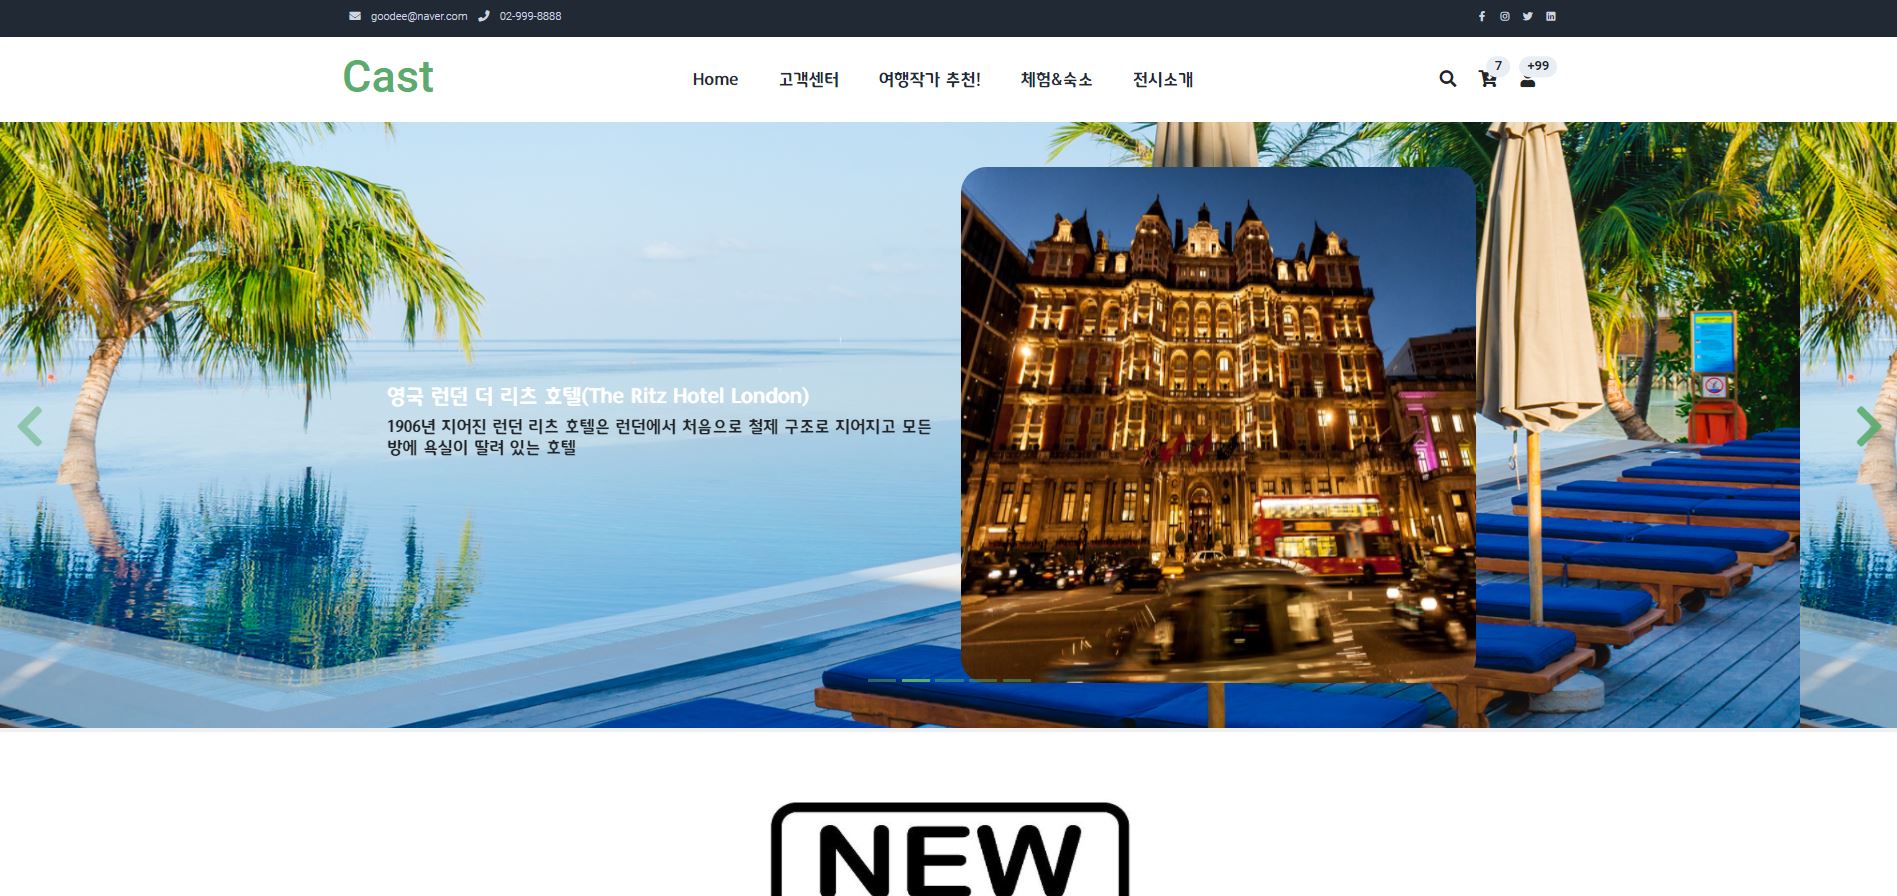 goodee@naver.com 02-999-8888
Cast
Home 고객센터 여행작가 추천! 체험&숙소 전시소개
7 +99
영국 런던 더 리츠 호텔(The Ritz Hotel London)
1906년 지어진 런던 리츠 호텔은 런던에서 처음으로 철제 구조로 지어지고 모든
방에 욕실이 딸려 있는 호텔
NEW